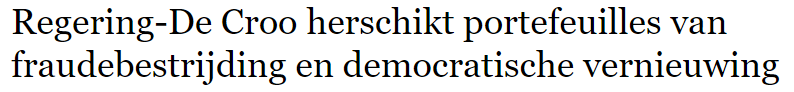 Regering-De Croo herschikt portefeuilles van
fraudebestrijding en democratische vernieuwing